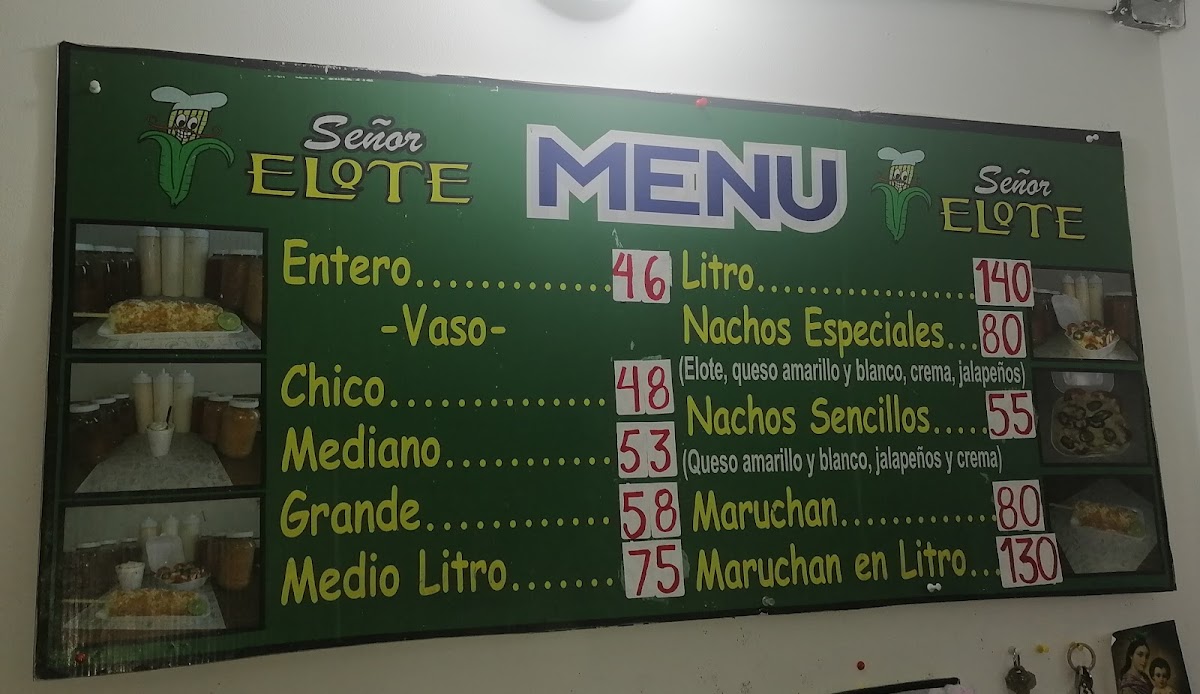 Señor
ELOTE
MENU
Señor
ELOTE
Entero.............46
-Vaso-
Chico..............48
Mediano...........53
Grande............58
Medio Litro.......75
Litro.................140
Nachos Especiales...80
(Elote, queso amarillo y blanco, crema, jalapeños)
Nachos Sencillos.....55
(Queso amarillo y blanco, jalapeños y crema)
Maruchan............80
Maruchan en Litro...130